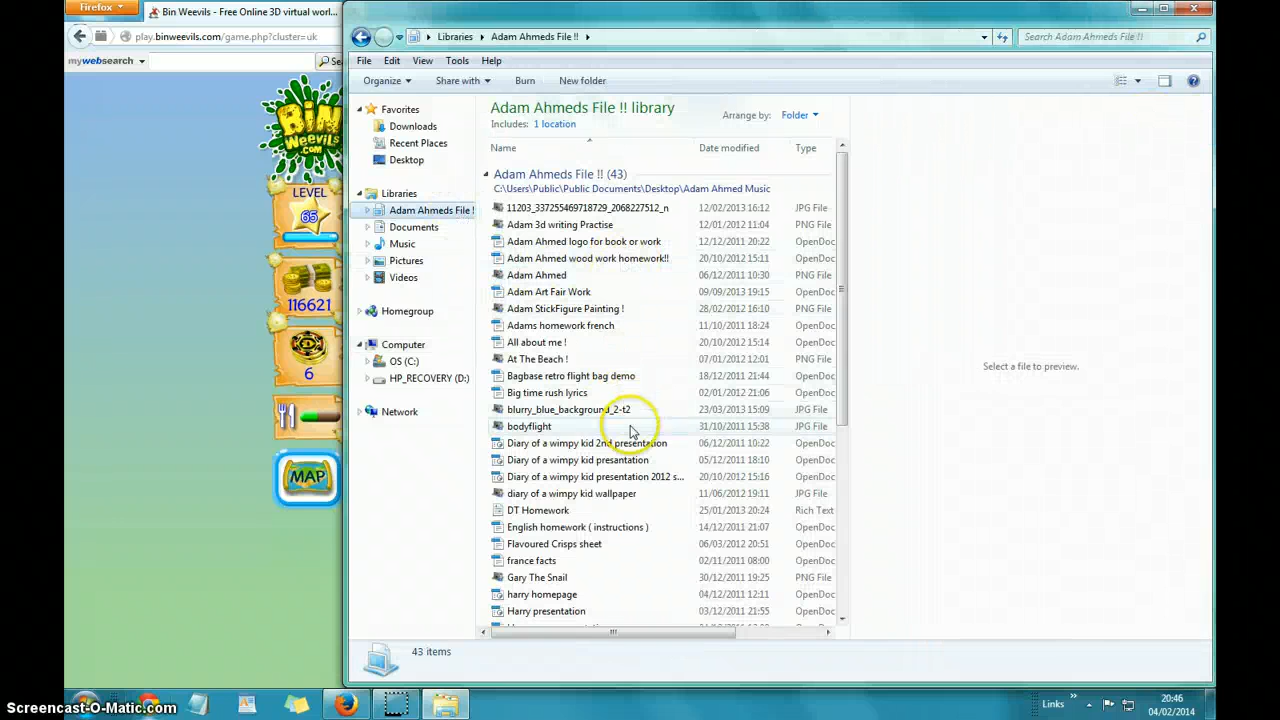 Firefox
Bin Weevils - Free Online 3D virtual worl...
play.binweevils.com/game.php?cluster=uk
mywebsearch
BiN
WeeViLS
.COM
LEVEL
65
116621
6
MAP
Libraries
Adam Ahmeds File !!
Search Adam Ahmeds File !!
File Edit View Tools Help
Organize Share with Burn New folder
Favorites
Downloads
Recent Places
Desktop
Libraries
Adam Ahmeds File !
Documents
Music
Pictures
Videos
Homegroup
Computer
OS (C:)
HP_RECOVERY (D:)
Network
Adam Ahmeds File !! library
Includes: 1 location
Arrange by: Folder
Name Date modified Type
Adam Ahmeds File !! (43)
C:\Users\Public\Public Documents\Desktop\Adam Ahmed Music
11203_337255469718729_2068227512_n 12/02/2013 16:12 JPG File
Adam 3d writing Practise 12/01/2012 11:04 PNG File
Adam Ahmed logo for book or work 12/12/2011 20:22 OpenDoc
Adam Ahmed wood work homework!! 20/10/2012 15:11 OpenDoc
Adam Ahmed 06/12/2011 10:30 PNG File
Adam Art Fair Work 09/09/2013 19:15 OpenDoc
Adam StickFigure Painting ! 28/02/2012 16:10 PNG File
Adams homework french 11/10/2011 18:24 OpenDoc
All about me ! 20/10/2012 15:14 OpenDoc
At The Beach ! 07/01/2012 12:01 PNG File
Bagbase retro flight bag demo 18/12/2011 21:44 OpenDoc
Big time rush lyrics 02/01/2012 21:06 OpenDoc
blurry_blue_background_2-t2 23/03/2013 15:09 JPG File
bodyflight 31/10/2011 15:38 JPG File
Diary of a wimpy kid 2nd presentation 06/12/2011 10:22 OpenDoc
Diary of a wimpy kid presantation 05/12/2011 18:10 OpenDoc
Diary of a wimpy kid presentation 2012 s... 20/10/2012 15:16 OpenDoc
diary of a wimpy kid wallpaper 11/06/2012 19:11 JPG File
DT Homework 25/01/2013 20:24 Rich Text
English homework ( instructions ) 14/12/2011 21:07 OpenDoc
Flavoured Crisps sheet 06/03/2012 20:51 OpenDoc
france facts 02/11/2011 08:00 OpenDoc
Gary The Snail 30/12/2011 19:25 PNG File
harry homepage 04/12/2011 12:11 OpenDoc
Harry presentation 03/12/2011 21:55 OpenDoc
Select a file to preview.
43 items
Links
20:46
04/02/2014
Screencast-O-Matic.com